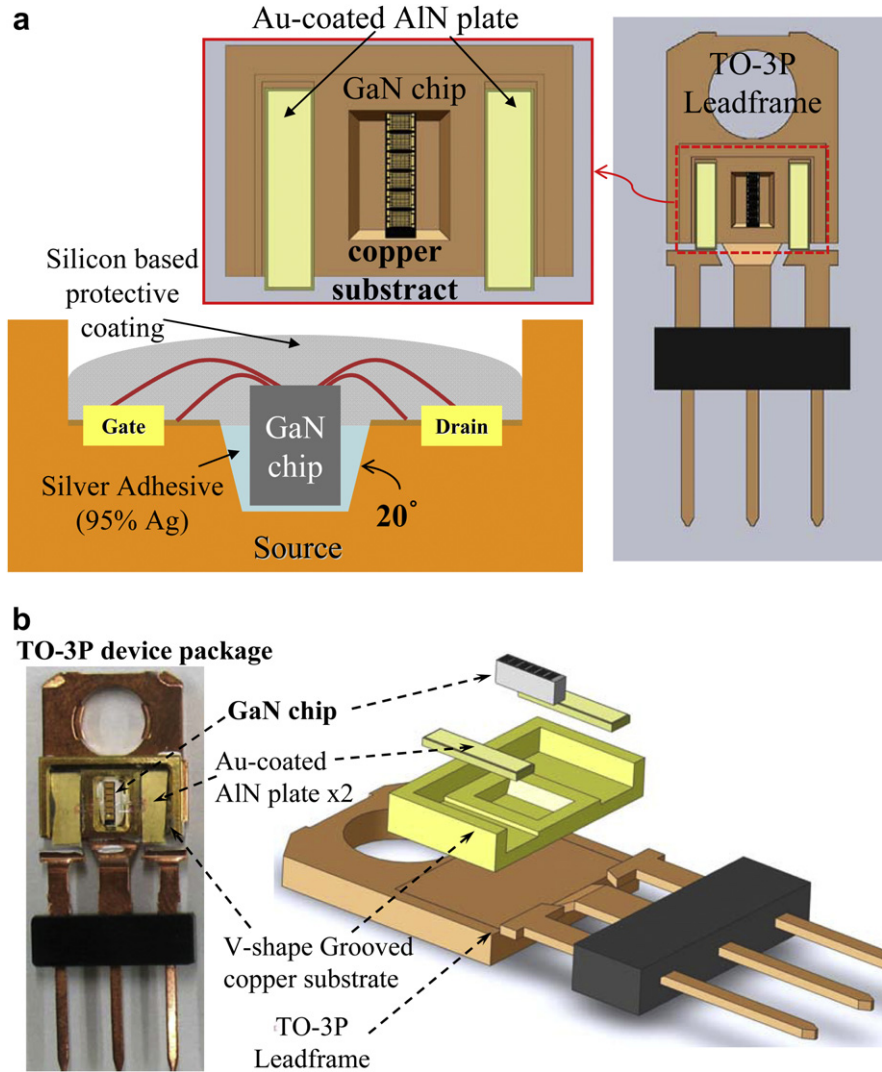 a
Au-coated AlN plate
GaN chip
copper
substract
TO-3P
Leadframe
Silicon based
protective
coating
Gate
GaN
chip
Drain
Silver Adhesive
(95% Ag)
20°
Source
b
TO-3P device package
GaN chip
Au-coated
AlN plate x2
V-shape Grooved
copper substrate
TO-3P
Leadframe